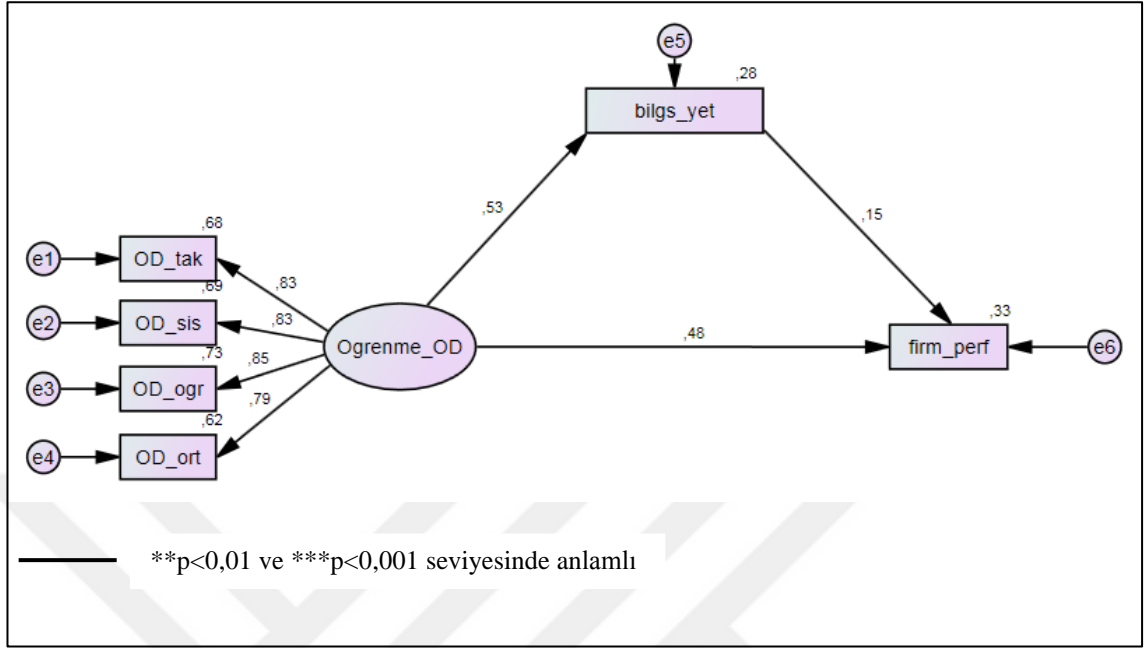 e5
,28
bilgs_yet
,53
,15
,68
e1
OD_tak
,83
,69
e2
OD_sis
,83
,73
e3
OD_ogr
,85
,62
e4
OD_ort
,79
Ogrenme_OD
,48
,33
firm_perf
e6
**p<0,01 ve ***p<0,001 seviyesinde anlamlı